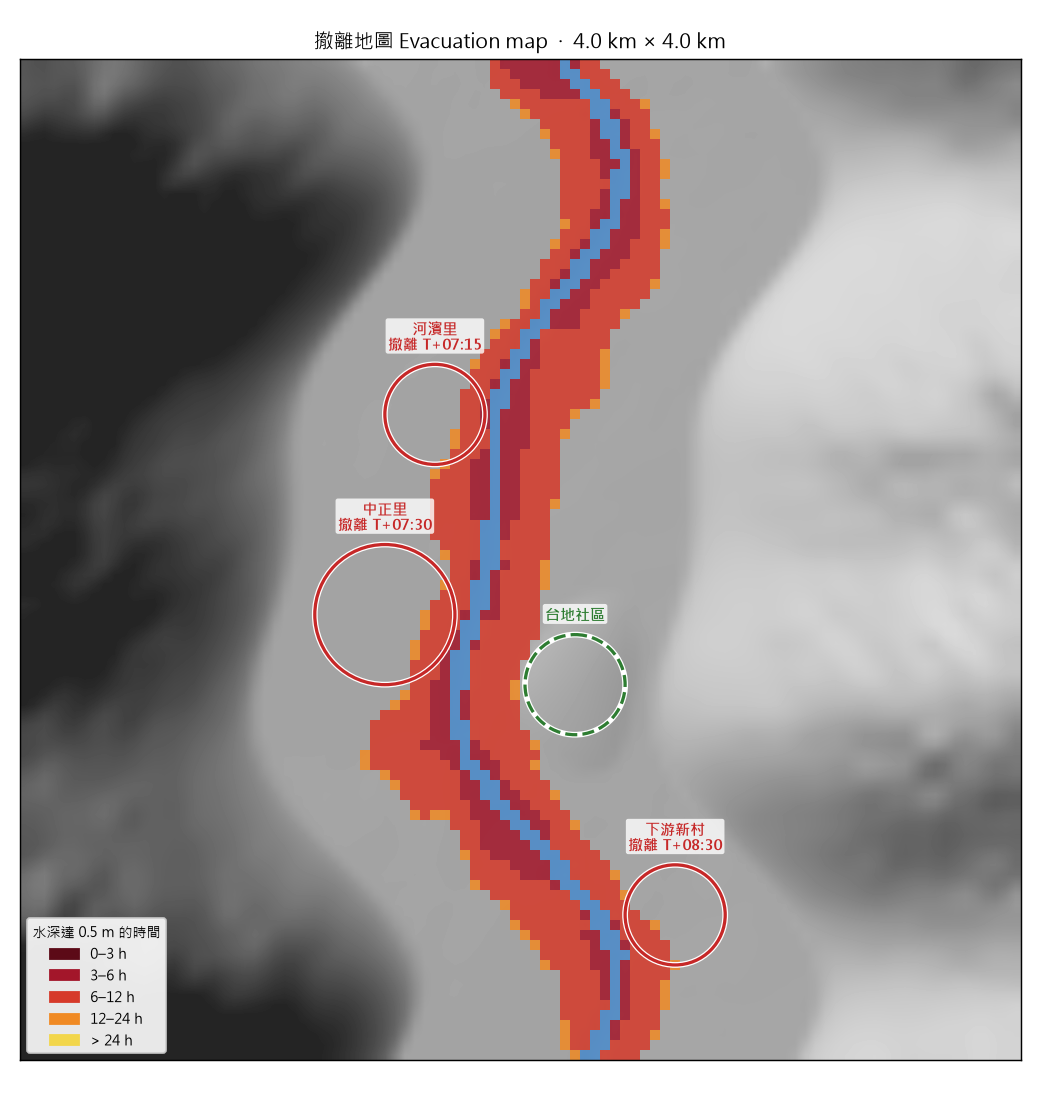 撤離地圖 Evacuation map · 4.0 km × 4.0 km
河濱里
撤離 T+07:15
中正里
撤離 T+07:30
台地社區
下游新村
撤離 T+08:30
水深達 0.5 m 的時間
0–3 h
3–6 h
6–12 h
12–24 h
> 24 h